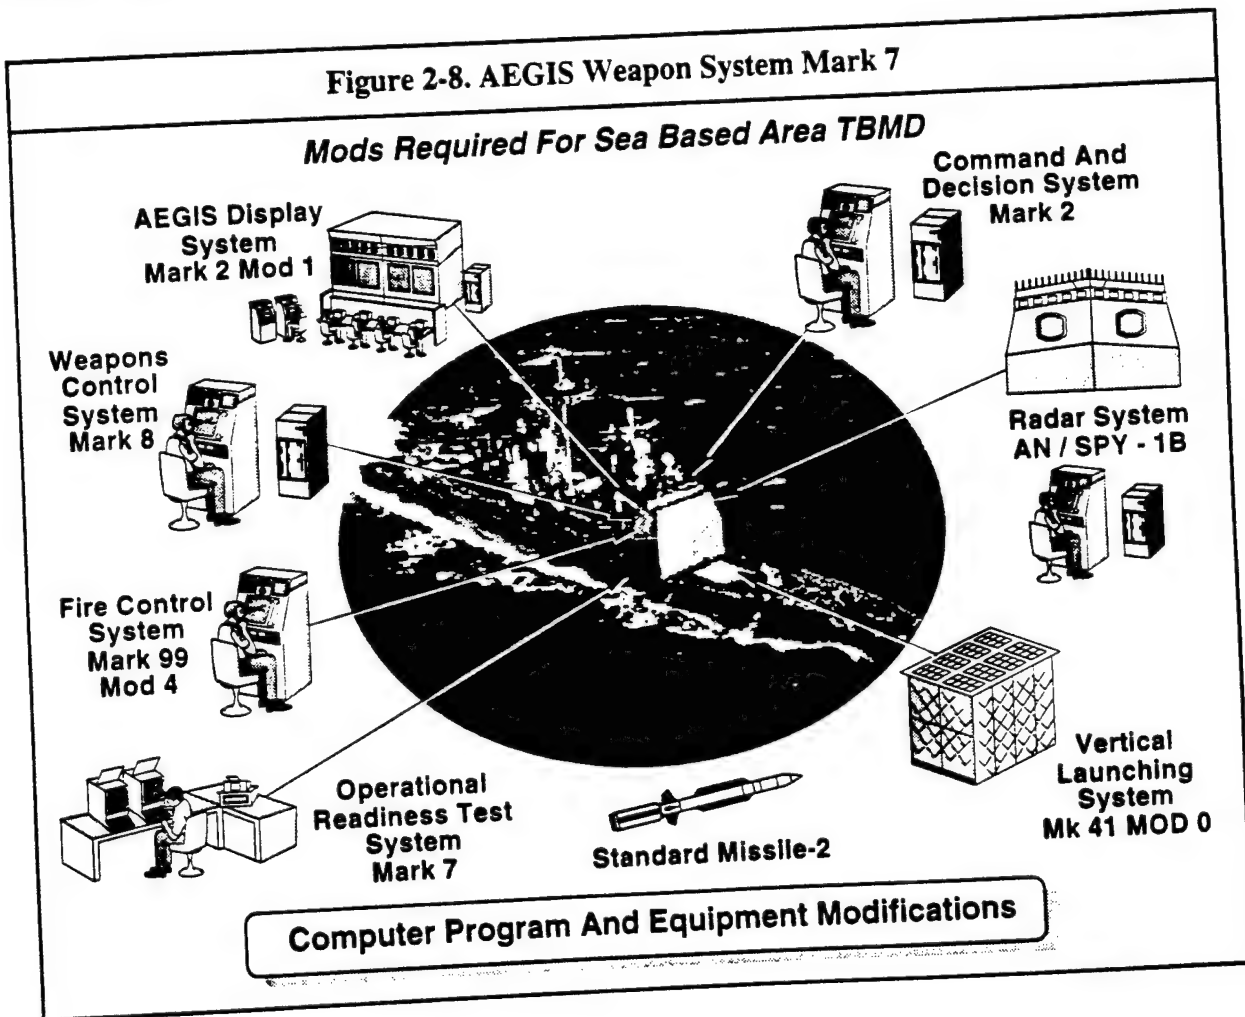 Figure 2-8. AEGIS Weapon System Mark 7
Mods Required For Sea Based Area TBMD
AEGIS Display
System
Mark 2 Mod 1
Command And
Decision System
Mark 2
Weapons
Control
System
Mark 8
Radar System
AN / SPY - 1B
Fire Control
System
Mark 99
Mod 4
Operational
Readiness Test
System
Mark 7
Standard Missile-2
Vertical
Launching
System
Mk 41 MOD 0
Computer Program And Equipment Modifications